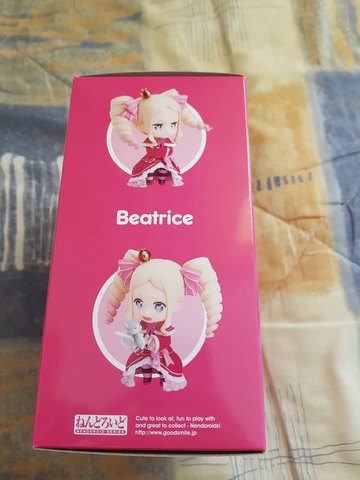 Beatrice
ねんどろいど
NENDOROID SERIES
Cute to look at, fun to play with
and great to collect - Nendoroids!
http://www.goodsmile.jp